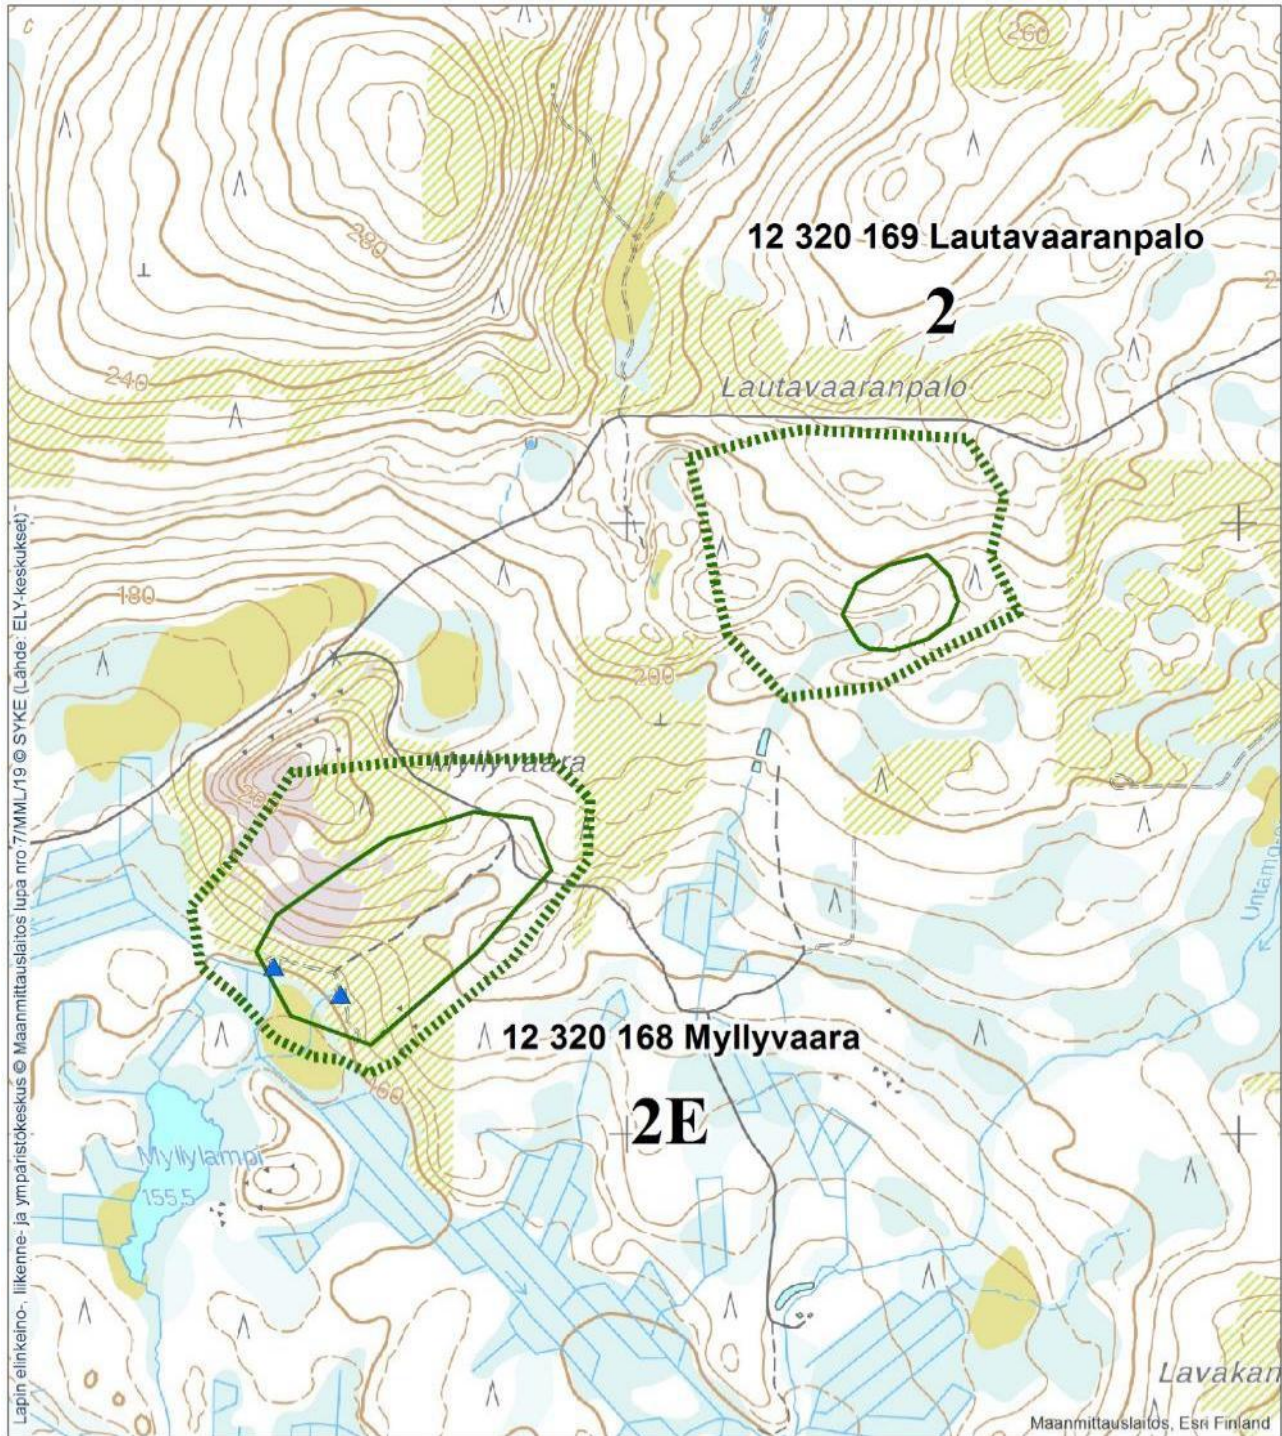 260
280
12 320 169 Lautavaaranpalo
2
240
Lautavaaranpalo
180
200
Myllyvaara
200
Untamo
12 320 168 Myllyvaara
2E
160
Myllylampi
155.5
Lavakan
Maanmittauslaitos, Esri Finland
Lapin elinkeino-, liikenne- ja ympäristökeskus © Maanmittauslaitos lupa nro 7/MML/19 © SYKE (Lähde: ELY-keskukset)